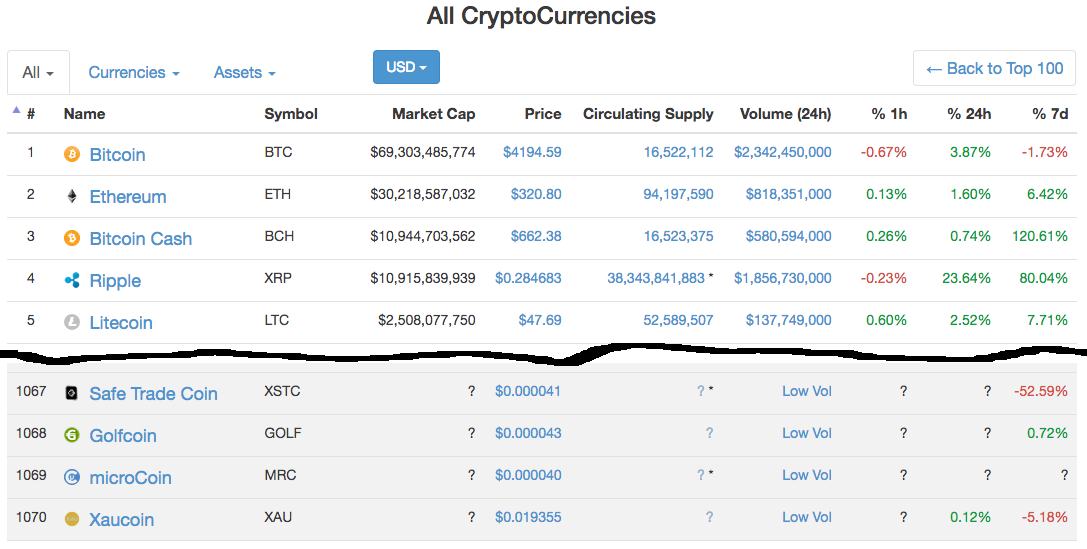 All CryptoCurrencies
All Currencies Assets USD ← Back to Top 100
# Name Symbol Market Cap Price Circulating Supply Volume (24h) % 1h % 24h % 7d
1 Bitcoin BTC $69,303,485,774 $4194.59 16,522,112 $2,342,450,000 -0.67% 3.87% -1.73%
2 Ethereum ETH $30,218,587,032 $320.80 94,197,590 $818,351,000 0.13% 1.60% 6.42%
3 Bitcoin Cash BCH $10,944,703,562 $662.38 16,523,375 $580,594,000 0.26% 0.74% 120.61%
4 Ripple XRP $10,915,839,939 $0.284683 38,343,841,883 * $1,856,730,000 -0.23% 23.64% 80.04%
5 Litecoin LTC $2,508,077,750 $47.69 52,589,507 $137,749,000 0.60% 2.52% 7.71%
1067 Safe Trade Coin XSTC ? $0.000041 ? * Low Vol ? ? -52.59%
1068 Golfcoin GOLF ? $0.000043 ? Low Vol ? ? 0.72%
1069 microCoin MRC ? $0.000040 ? * Low Vol ? ? ?
1070 Xaucoin XAU ? $0.019355 ? Low Vol ? 0.12% -5.18%